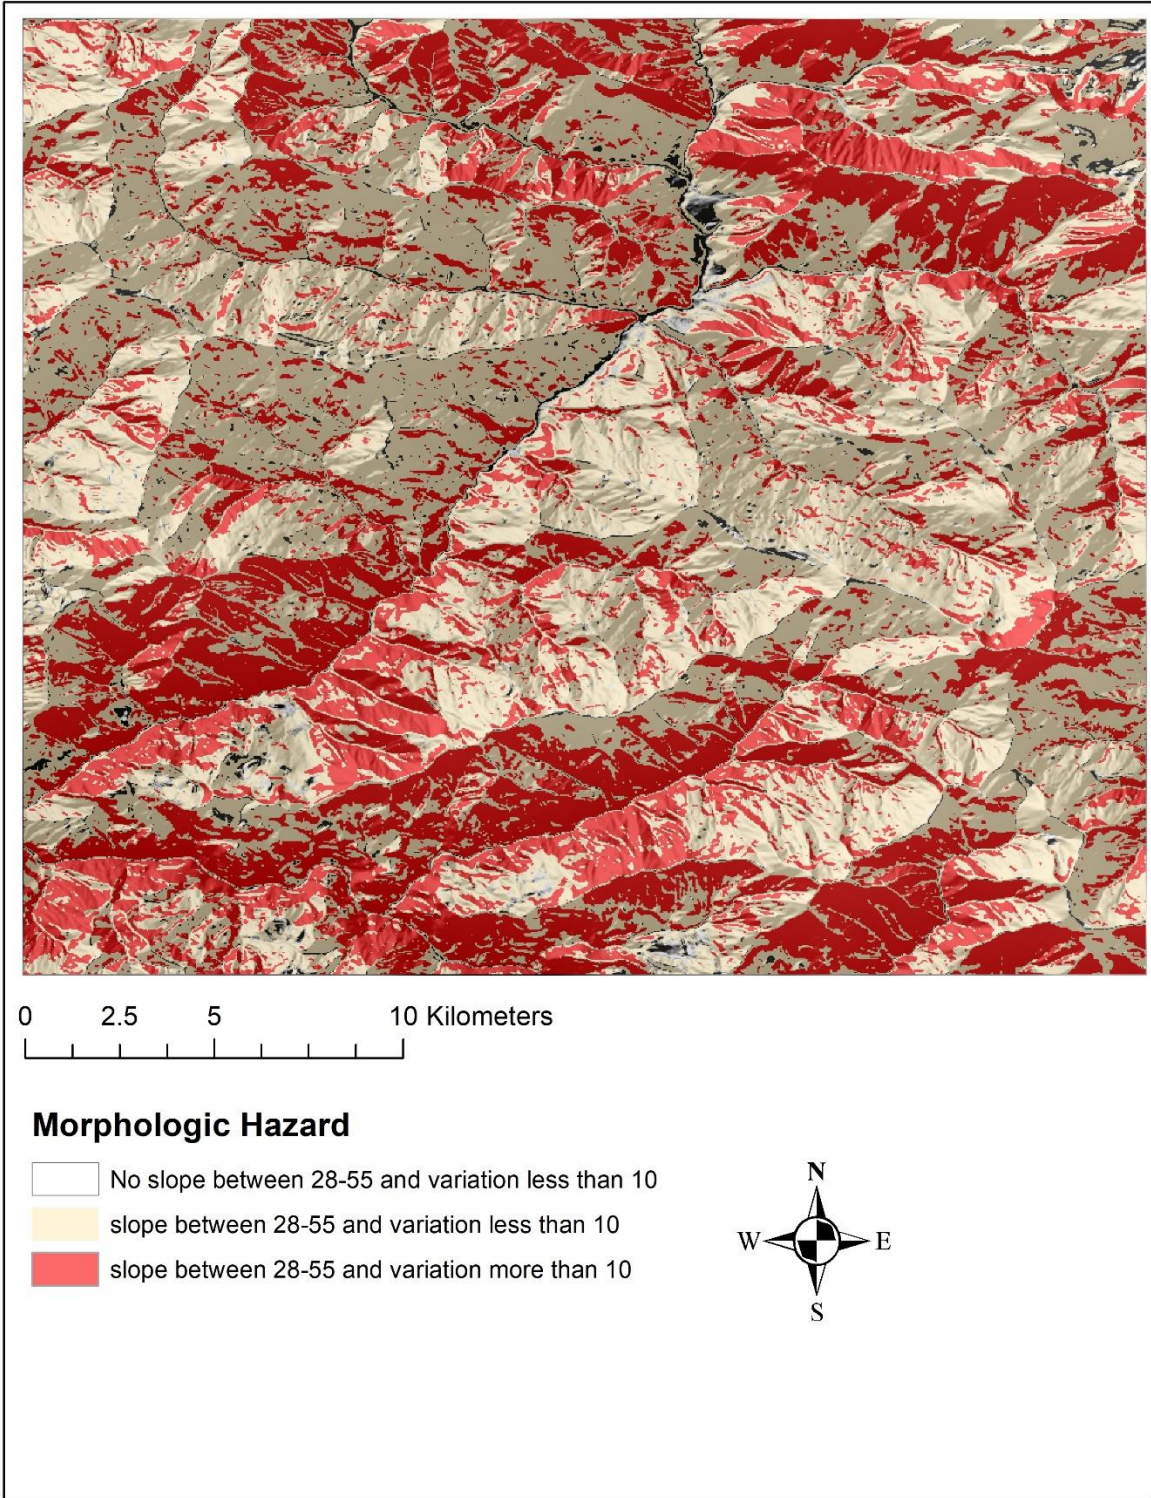 0 2.5 5 10 Kilometers
Morphologic Hazard
No slope between 28-55 and variation less than 10
slope between 28-55 and variation less than 10
slope between 28-55 and variation more than 10
N
W E
S